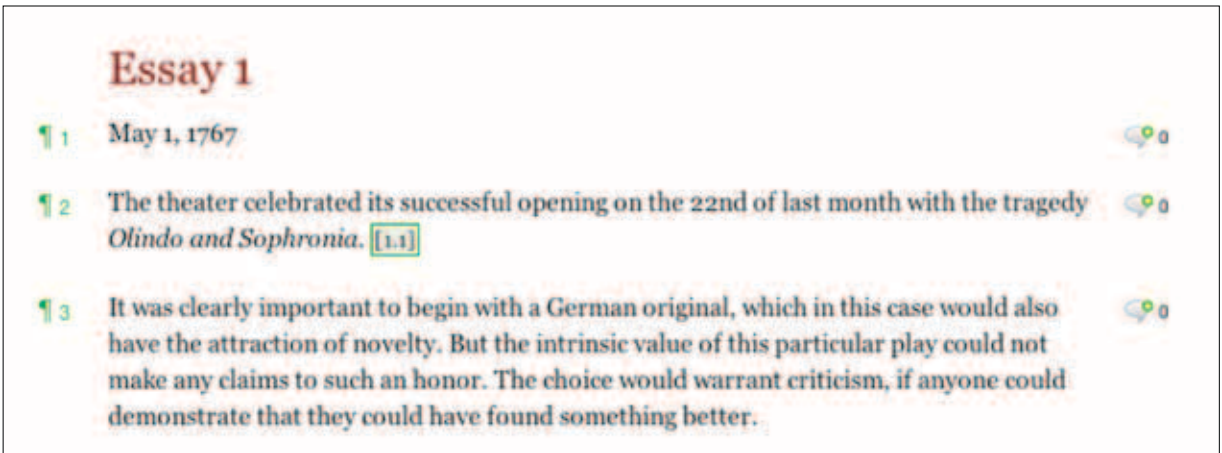 Essay 1
¶ 1 May 1, 1767 0
¶ 2 The theater celebrated its successful opening on the 22nd of last month with the tragedy 0
Olindo and Sophronia. [1.1]
¶ 3 It was clearly important to begin with a German original, which in this case would also 0
have the attraction of novelty. But the intrinsic value of this particular play could not
make any claims to such an honor. The choice would warrant criticism, if anyone could
demonstrate that they could have found something better.